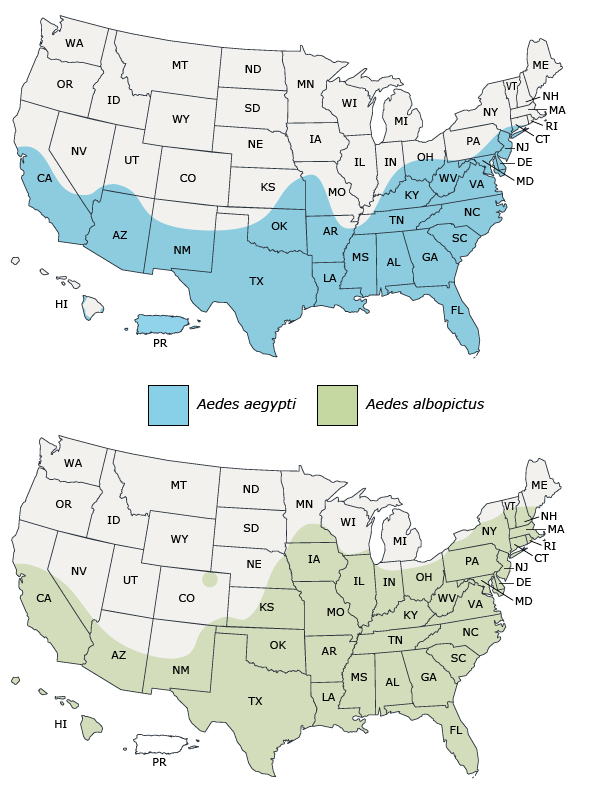 WA
MT
ND
MN
ME
OR
ID
SD
WI
MI
NY
VT
NH
MA
RI
CT
WY
NE
IA
PA
NJ
DE
MD
NV
UT
CO
KS
MO
IL
IN
OH
WV
VA
KY
CA
AZ
NM
OK
AR
TN
NC
SC
TX
LA
MS
AL
GA
FL
HI
PR
Aedes aegypti
Aedes albopictus
WA
MT
ND
MN
ME
OR
ID
SD
WI
MI
NY
VT
NH
MA
RI
CT
WY
NE
IA
PA
NJ
DE
MD
NV
UT
CO
KS
MO
IL
IN
OH
WV
VA
KY
CA
AZ
NM
OK
AR
TN
NC
SC
TX
LA
MS
AL
GA
FL
HI
PR